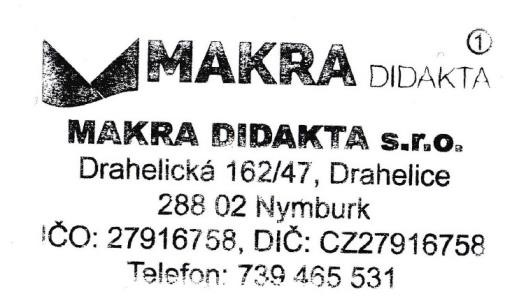 MAKRA DIDAKTA ①
MAKRA DIDAKTA s.r.o.
Drahelická 162/47, Drahelice
288 02 Nymburk
IČO: 27916758, DIČ: CZ27916758
Telefon: 739 465 531